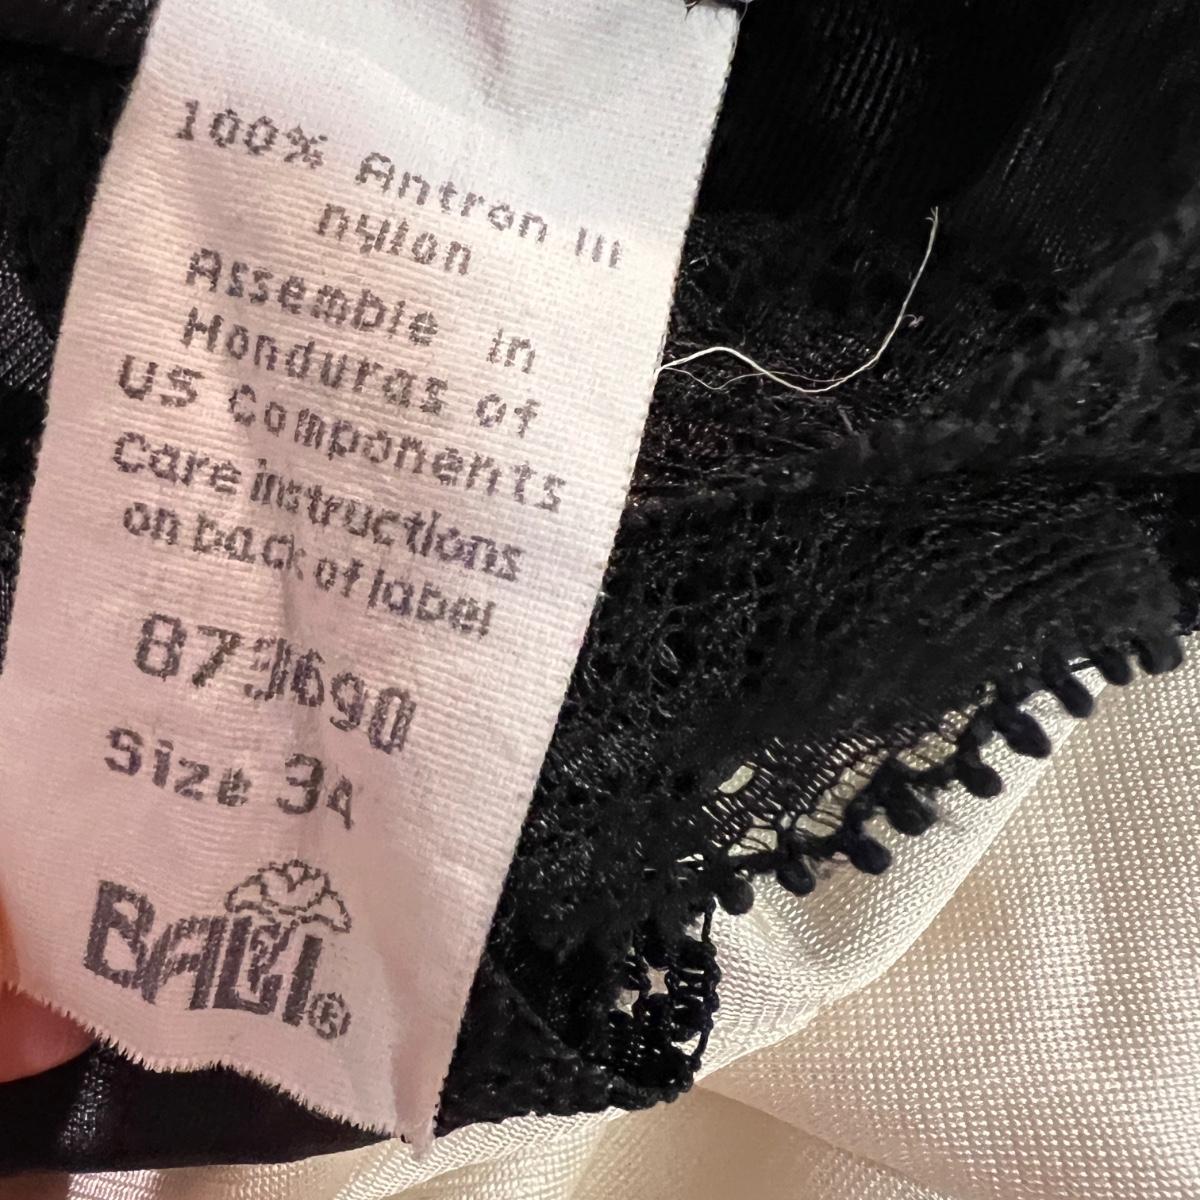 100% Antron III
nylon
Assemble in
Honduras of
US Components
Care instructions
on back of label
873690
Size 34
BALI®